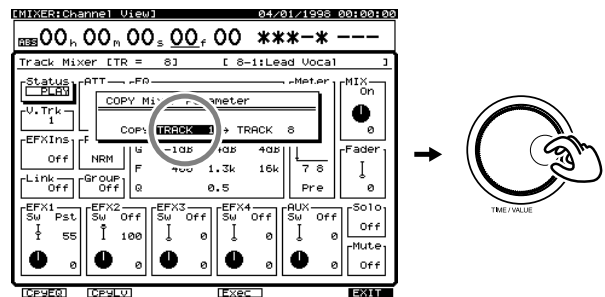 [MIXER:Channel View] 04/01/1998 00:00:00
ABS 00h 00m 00s 00f 00 ***-* ---
Track Mixer [TR = 8] [ 8-1:Lead Vocal ]
Status ATT EQ Meter MIX
PLAY On
COPY Mixer Parameter
V.Trk
1
0
COPY TRACK 1 → TRACK 8
EFXIns
G -1dB 4dB 4dB
Fader
Off NRM
F 400 1.3k 16k 7 8
Link Group
Off Off Q 0.5 Pre 0
EFX1 EFX2 EFX3 EFX4 AUX Solo
Sw Pst Sw Off Sw Off Sw Off Sw Off Off
55 100 0 0 0
Mute
0 0 0 0 0 Off
CpyEQ CpyLV Exec EXIT
TIME / VALUE